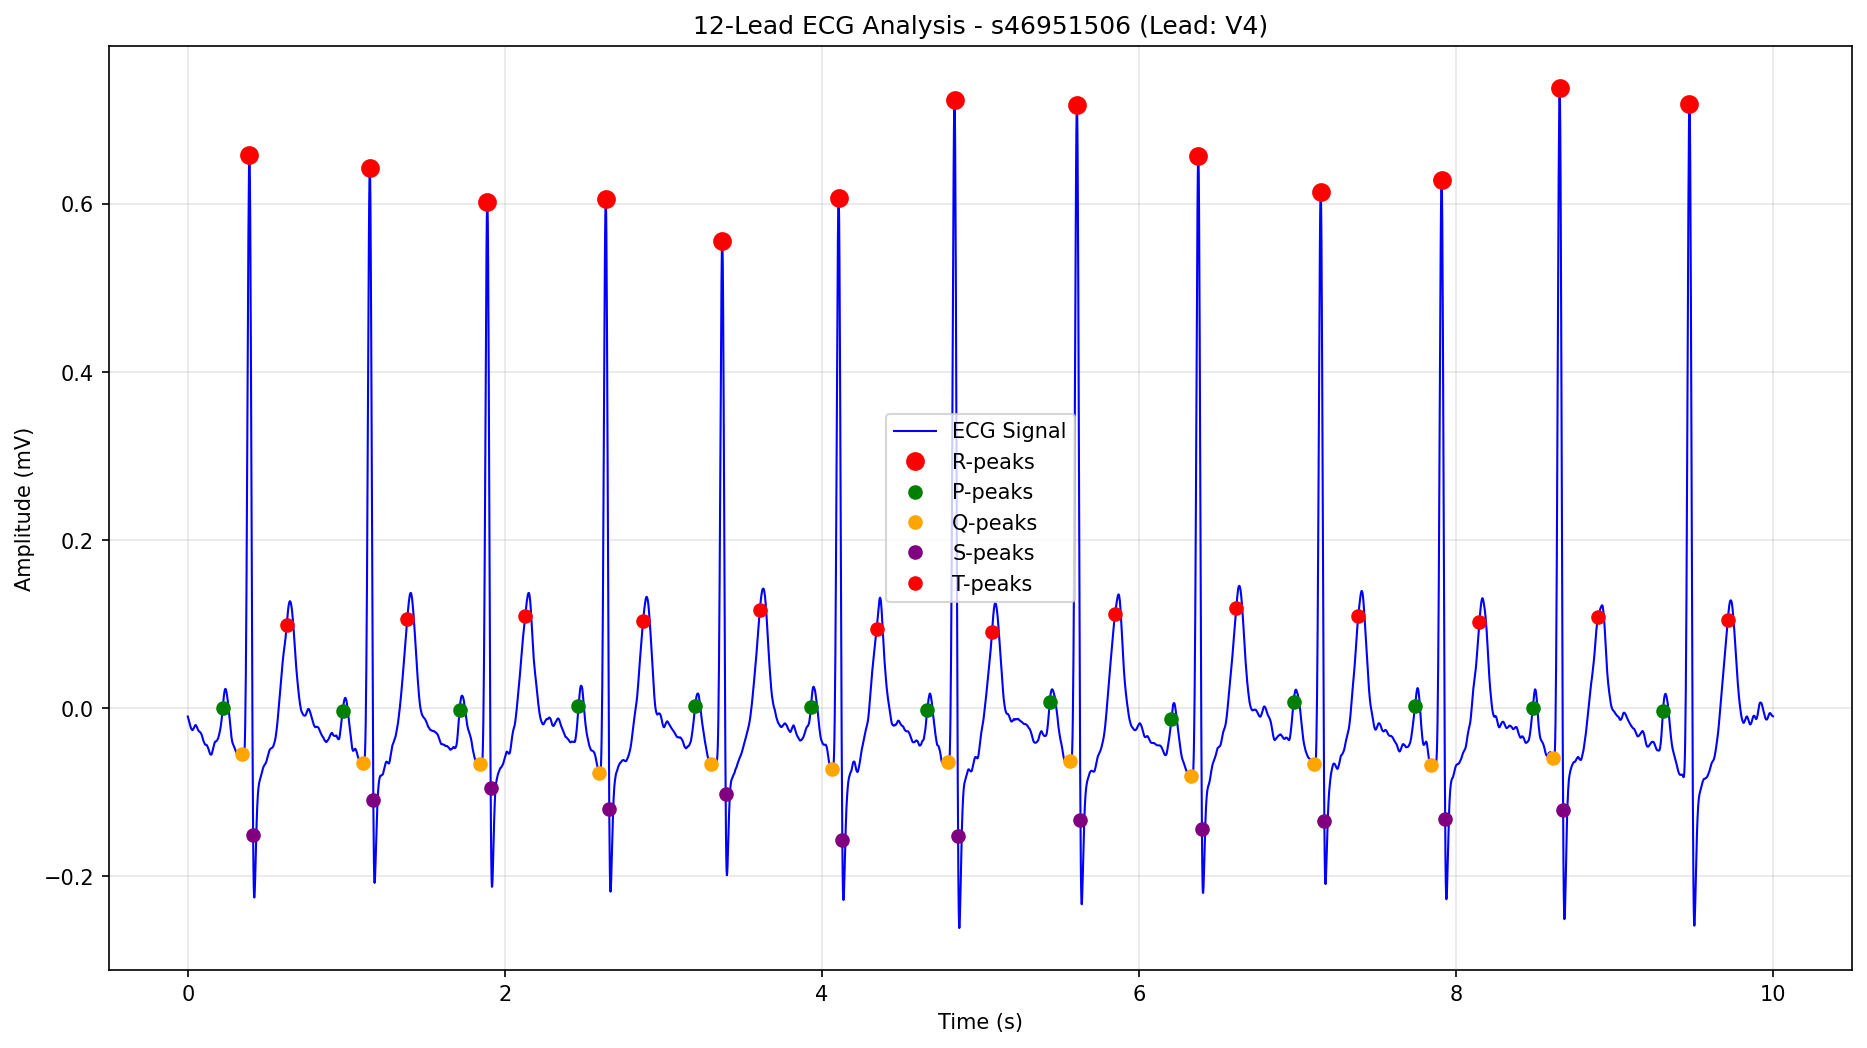 12-Lead ECG Analysis - s46951506 (Lead: V4)
Amplitude (mV)
0.6
0.4
0.2
0.0
−0.2
ECG Signal
R-peaks
P-peaks
Q-peaks
S-peaks
T-peaks
0 2 4 6 8 10
Time (s)